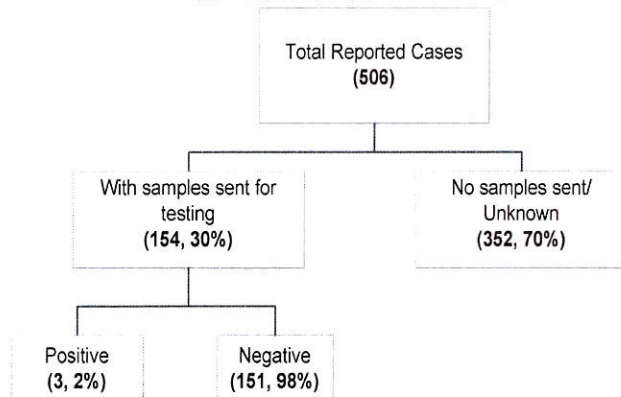 Total Reported Cases
(506)
With samples sent for
testing
(154, 30%)
No samples sent/
Unknown
(352, 70%)
Positive
(3, 2%)
Negative
(151, 98%)